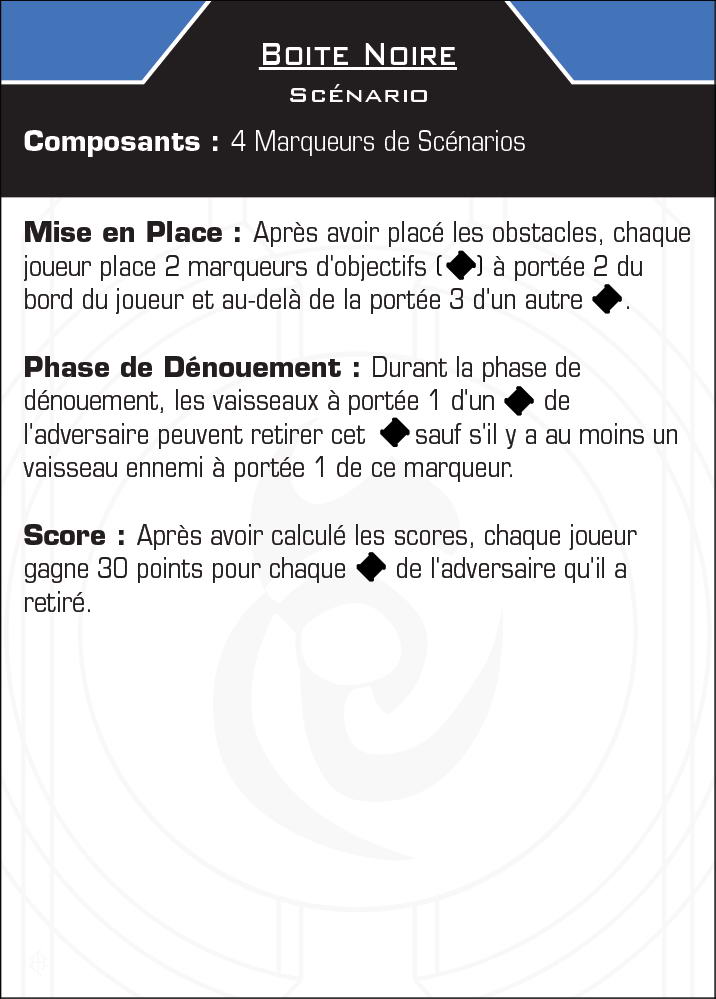 Boite Noire
Scénario
Composants : 4 Marqueurs de Scénarios
Mise en Place : Après avoir placé les obstacles, chaque
joueur place 2 marqueurs d'objectifs (◆) à portée 2 du
bord du joueur et au-delà de la portée 3 d'un autre ◆.
Phase de Dénouement : Durant la phase de
dénouement, les vaisseaux à portée 1 d'un ◆ de
l'adversaire peuvent retirer cet ◆ sauf s'il y a au moins un
vaisseau ennemi à portée 1 de ce marqueur.
Score : Après avoir calculé les scores, chaque joueur
gagne 30 points pour chaque ◆ de l'adversaire qu'il a
retiré.